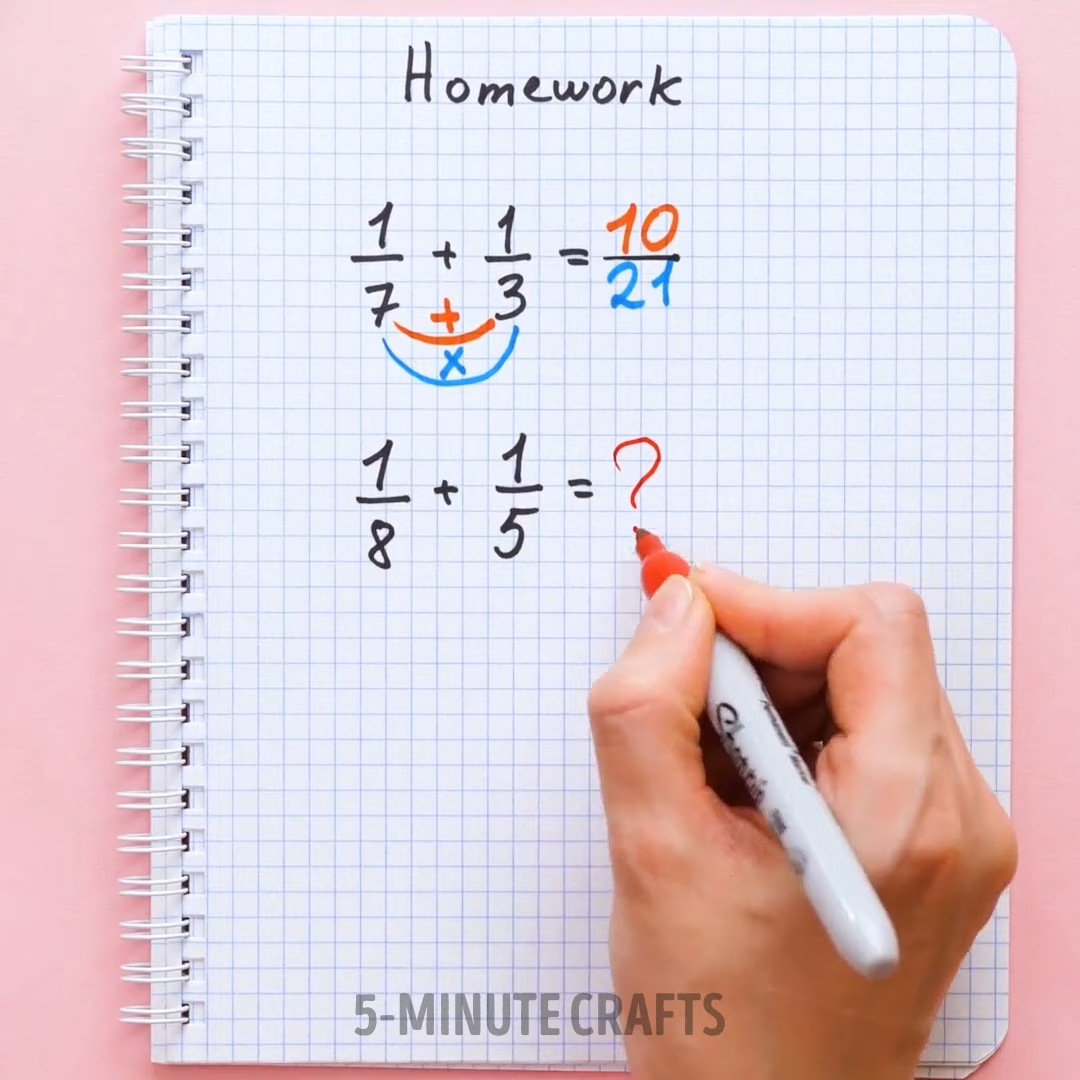 Homework
1/7 + 1/3 = 10/21
+
x
1/8 + 1/5 = ?
5-MINUTE CRAFTS